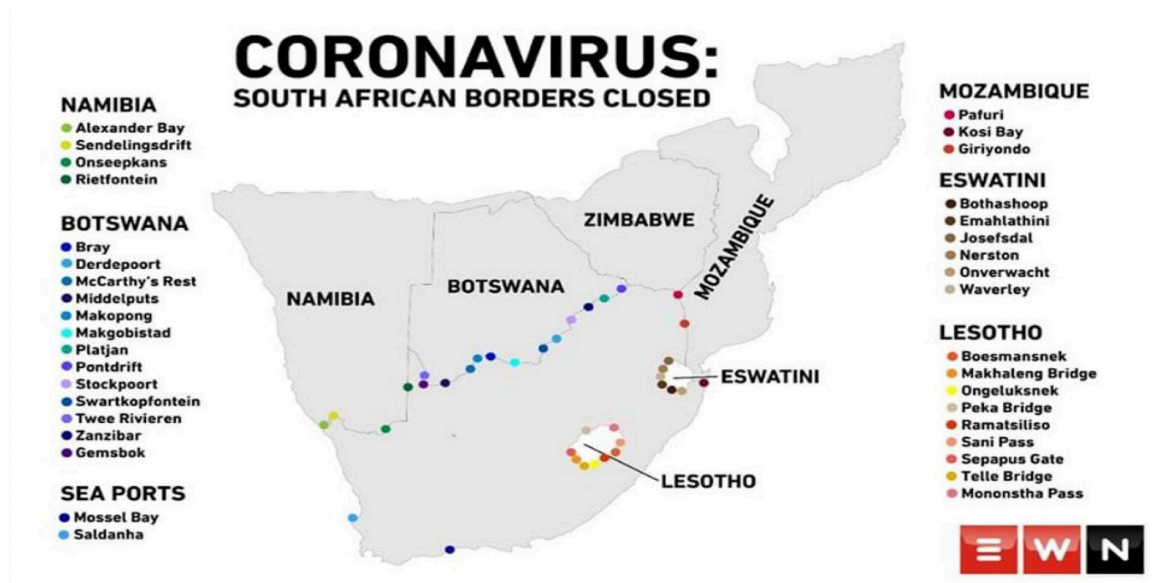 CORONAVIRUS:
SOUTH AFRICAN BORDERS CLOSED
NAMIBIA
Alexander Bay
Sendelingsdrift
Onseepkans
Rietfontein
BOTSWANA
Bray
Derdepoort
McCarthy's Rest
Middelputs
Makopong
Makgobistad
Platjan
Pontdrift
Stockpoort
Swartkopfontein
Twee Rivieren
Zanzibar
Gemsbok
SEA PORTS
Mossel Bay
Saldanha
NAMIBIA
BOTSWANA
ZIMBABWE
MOZAMBIQUE
ESWATINI
LESOTHO
MOZAMBIQUE
Pafuri
Kosi Bay
Giriyondo
ESWATINI
Bothashoop
Emahlathini
Josefsdal
Nerston
Onverwacht
Waverley
LESOTHO
Boesmansnek
Makhaleng Bridge
Ongeluksnek
Peka Bridge
Ramatsiliso
Sani Pass
Sepapus Gate
Telle Bridge
Mononstha Pass
EWN